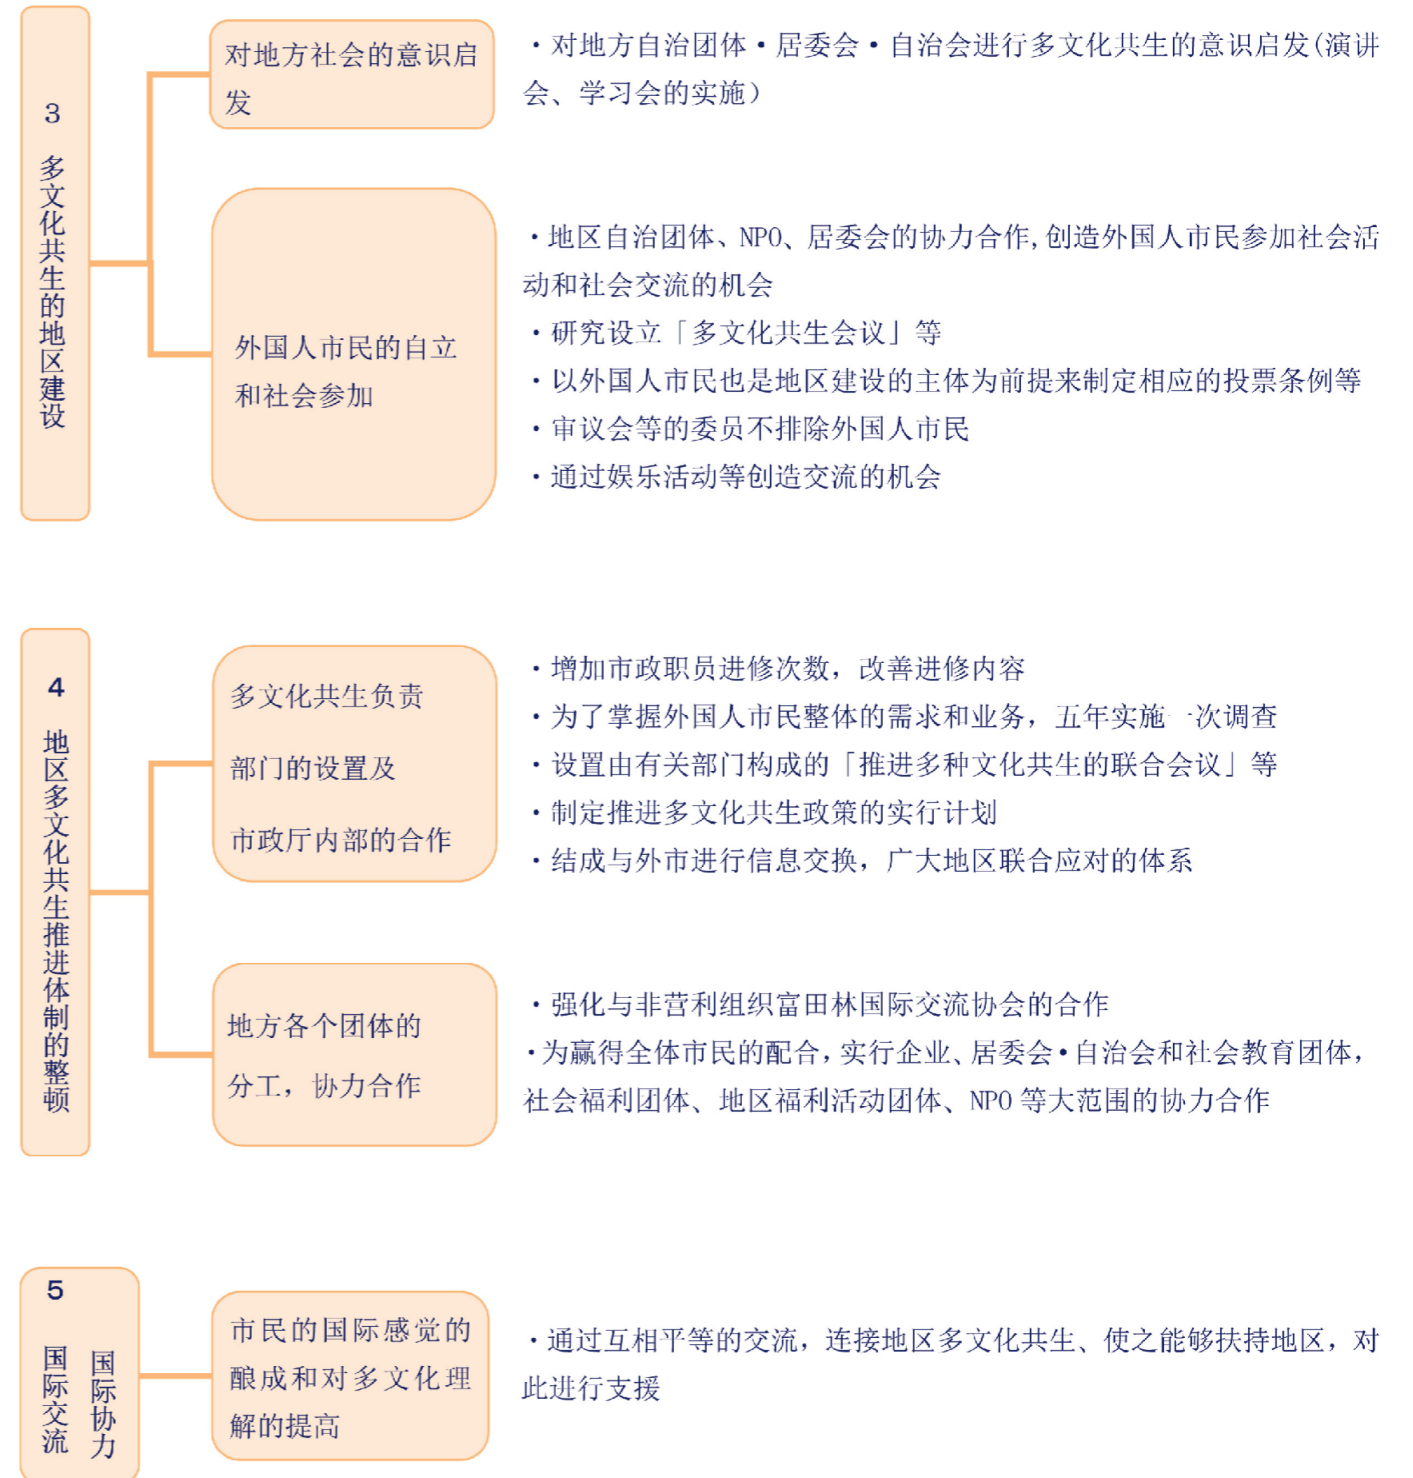 3 多文化共生的地区建设
对地方社会的意识启
发
・对地方自治团体・居委会・自治会进行多文化共生的意识启发(演讲
会、学习会的实施）
外国人市民的自立
和社会参加
・地区自治团体、NPO、居委会的协力合作,创造外国人市民参加社会活
动和社会交流的机会
・研究设立「多文化共生会议」等
・以外国人市民也是地区建设的主体为前提来制定相应的投票条例等
・审议会等的委员不排除外国人市民
・通过娱乐活动等创造交流的机会
4 地区多文化共生推进体制的整顿
多文化共生负责
部门的设置及
市政厅内部的合作
・增加市政职员进修次数，改善进修内容
・为了掌握外国人市民整体的需求和业务，五年实施一次调查
・设置由有关部门构成的「推进多种文化共生的联合会议」等
・制定推进多文化共生政策的实行计划
・结成与外市进行信息交换，广大地区联合应对的体系
地方各个团体的
分工，协力合作
・强化与非营利组织富田林国际交流协会的合作
・为赢得全体市民的配合，实行企业、居委会・自治会和社会教育团体，
社会福利团体、地区福利活动团体、NPO 等大范围的协力合作
5 国际交流
国际协力
市民的国际感觉的
酿成和对多文化理
解的提高
・通过互相平等的交流，连接地区多文化共生、使之能够扶持地区，对
此进行支援